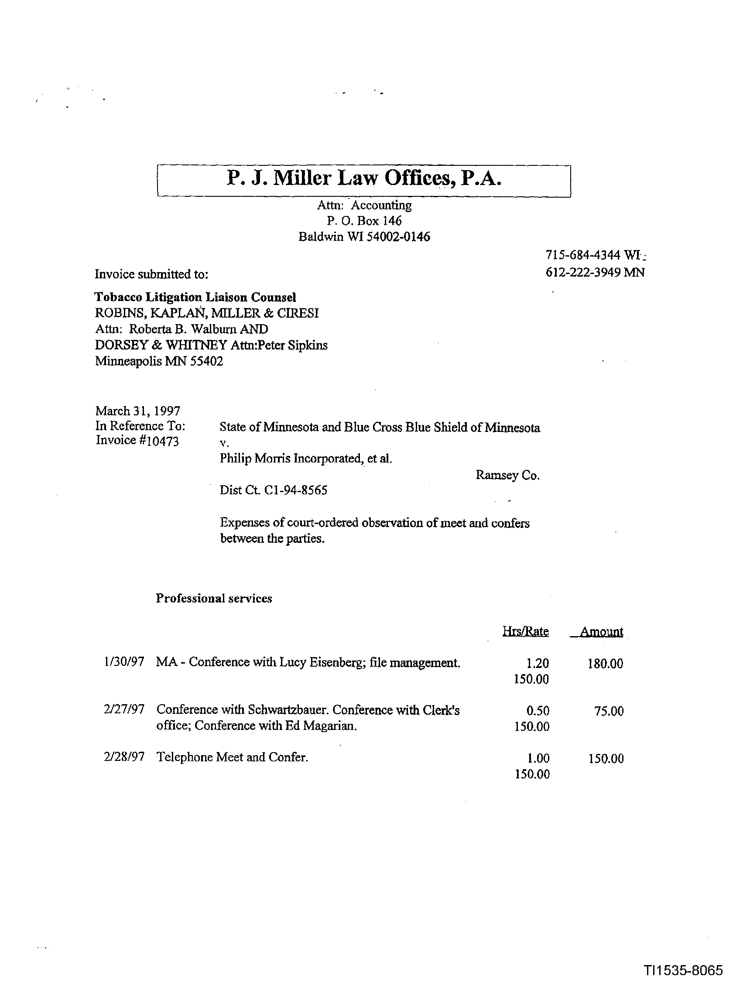 P. J. Miller Law Offices, P.A.
Attn: Accounting
P. O. Box 146
Baldwin WI 54002-0146
715-684-4344 WI
Invoice submitted to:
612-222-3949 MN
Tobacco Litigation Liaison Counsel
ROBINS, KAPLAN, MILLER & CIRESI
Attn: Roberta B. Walburn AND
DORSEY & WHITNEY Attn:Peter Sipkins
Minneapolis MN 55402
March 31, 1997
In Reference To: State of Minnesota and Blue Cross Blue Shield of Minnesota
Invoice #10473 v.
Philip Morris Incorporated, et al.
Ramsey Co.
Dist Ct. C1-94-8565
Expenses of court-ordered observation of meet and confers
between the parties.
Professional services
Hrs/Rate Amount
1/30/97 MA - Conference with Lucy Eisenberg; file management. 1.20 180.00
150.00
2/27/97 Conference with Schwartzbauer. Conference with Clerk's 0.50 75.00
office; Conference with Ed Magarian. 150.00
2/28/97 Telephone Meet and Confer. 1.00 150.00
150.00
TI1535-8065